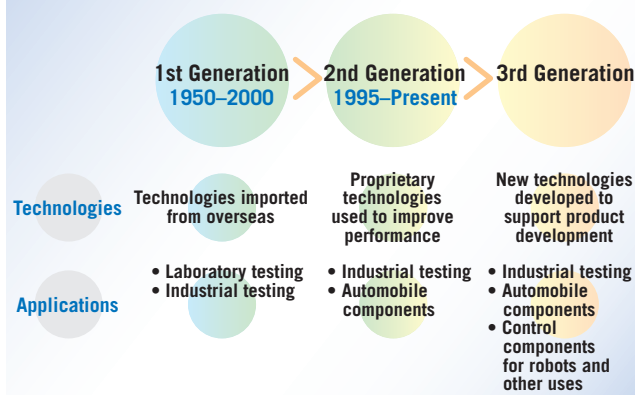 1st Generation
1950–2000
2nd Generation
1995–Present
3rd Generation
Technologies
Technologies imported
from overseas
Proprietary
technologies
used to improve
performance
New technologies
developed to
support product
development
Applications
• Laboratory testing
• Industrial testing
• Industrial testing
• Automobile
components
• Industrial testing
• Automobile
components
• Control
components
for robots and
other uses